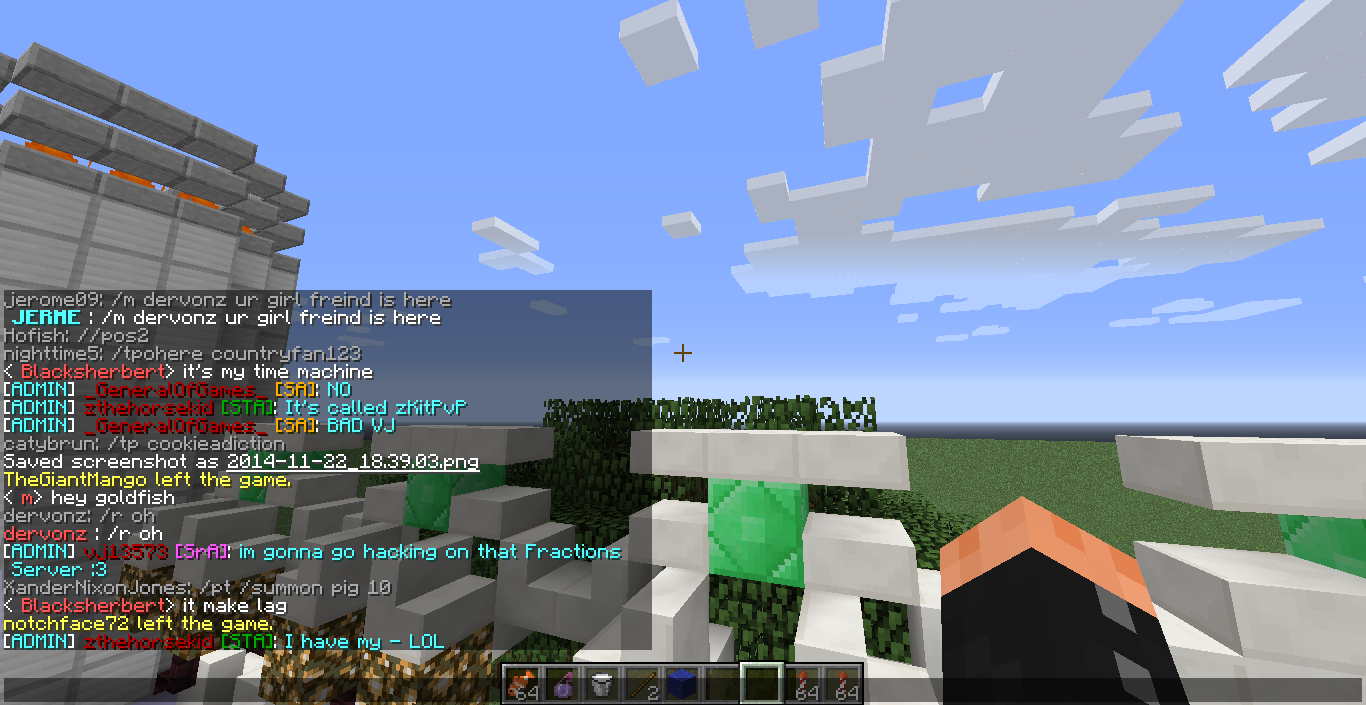 jerome09: /m dervonz ur girl freind is here
JERME : /m dervonz ur girl freind is here
Hofish: //pos2
nighttime5: /tpohere countryfan123
< Blacksherbert> it's my time machine
[ADMIN] _GeneralOfGames_ [SA]: NO
[ADMIN] zthehorsekid [STA]: It's called zKitPvP
[ADMIN] _GeneralOfGames_ [SA]: BAD VJ
catybrun: /tp cookieadiction
Saved screenshot as 2014-11-22_18.39.03.png
TheGiantMango left the game.
< m> hey goldfish
dervonz: /r oh
dervonz : /r oh
[ADMIN] vj13573 [SrA]: im gonna go hacking on that Fractions
Server :3
XanderNixonJones: /pt /summon pig 10
< Blacksherbert> it make lag
notchface72 left the game.
[ADMIN] zthehorsekid [STA]: I have my - LOL
64
2
64
64